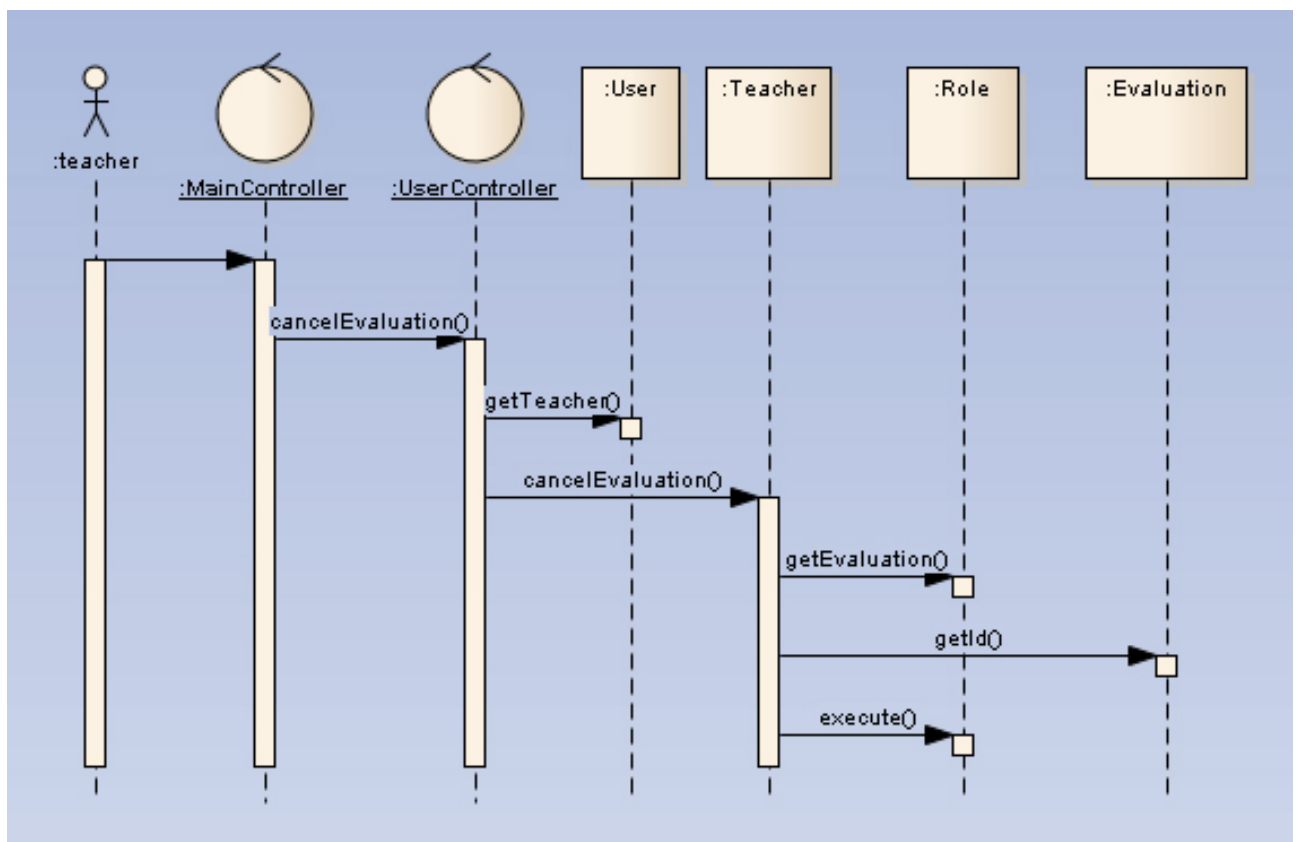 :User
:Teacher
:Role
:Evaluation
:teacher
:MainController
:UserController
cancelEvaluation()
getTeacher()
cancelEvaluation()
getEvaluation()
getId()
execute()